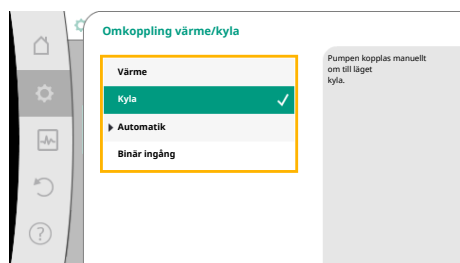 Omkoppling värme/kyla
Värme
Kyla
Automatik
Binär ingång
Pumpen kopplas manuellt
om till läget
kyla.
?